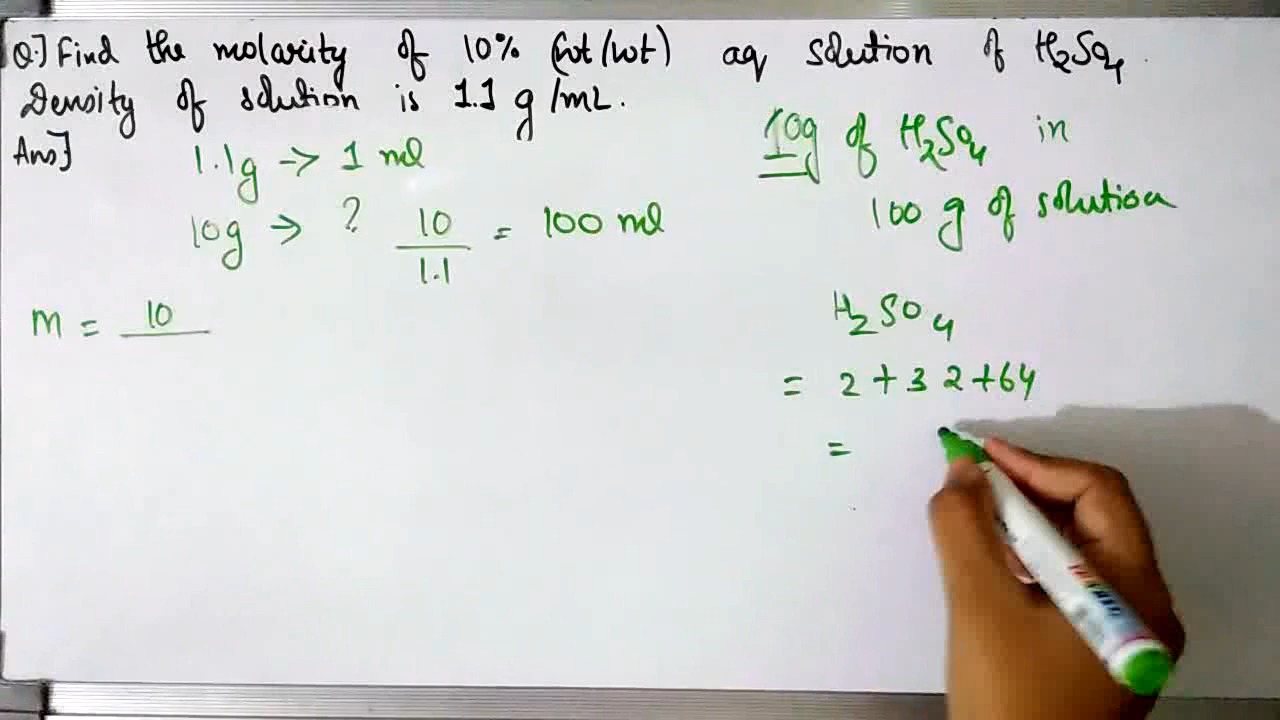 Q.] Find the molarity of 10% (wt/wt) aq solution of H₂SO₄.
Density of solution is 1.1 g/mL.
Ans]
1.1g -> 1 ml
10g -> ? 10/1.1 = 100 ml
10g of H₂SO₄ in
100 g of solution
M = 10
H₂SO₄
= 2 + 32 + 64
=